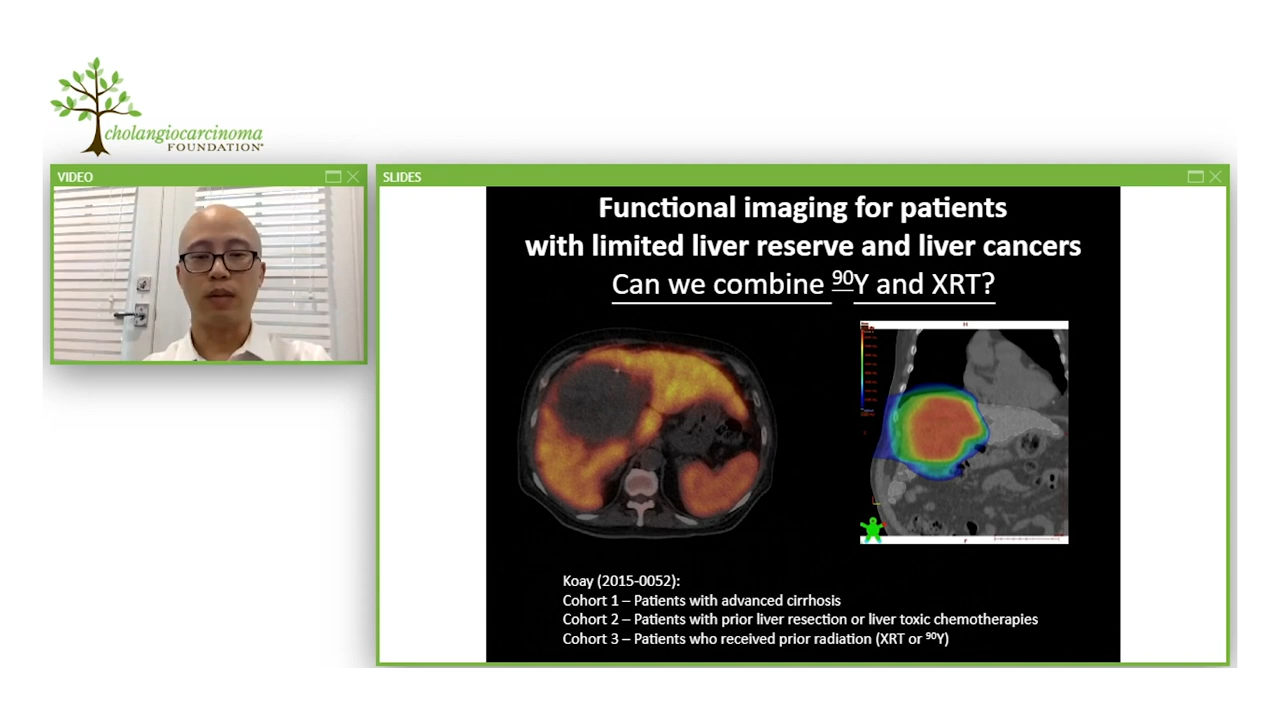 cholangiocarcinoma
FOUNDATION®
VIDEO
SLIDES
Functional imaging for patients
with limited liver reserve and liver cancers
Can we combine ⁹⁰Y and XRT?
H
Koay (2015-0052):
Cohort 1 – Patients with advanced cirrhosis
Cohort 2 – Patients with prior liver resection or liver toxic chemotherapies
Cohort 3 – Patients who received prior radiation (XRT or ⁹⁰Y)